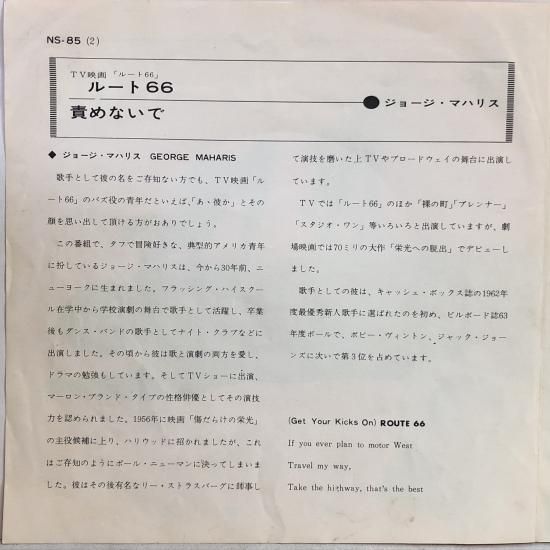 NS-85 (2)
TV映画「ルート66」
ルート66
責めないで
●ジョージ・マハリス
◆ ジョージ・マハリス GEORGE MAHARIS
歌手として彼の名をご存知ない方でも、TV映画「ル
ート66」のバズ役の青年だといえば、「あ・彼か」とその
顔を思い出して頂ける方がおありでしょう。
この番組で、タフで冒険好きな、典型的アメリカ青年
に扮しているジョージ・マハリスは、今から30年前、ニ
ューヨークに生まれました。フラッシング・ハイスクー
ル在学中から学校演劇の舞台で歌手として活躍し、卒業
後もダンス・バンドの歌手としてナイト・クラブなどに
出演しました。その頃から彼は歌と演劇の両方を愛し、
ドラマの勉強もしています。そしてTVショーに出演、
マーロン・ブランド・タイプの性格俳優としてその演技
力を認められました。1956年に映画「傷だらけの栄光」
の主役候補に上り、ハリウッドに招かれましたが、これ
はご存知のようにポール・ニューマンに決ってしまいま
した。彼はその後有名なリー・ストラスバーグに師事し
て演技を磨いた上TVやブロードウェイの舞台に出演し
ています。
TVでは「ルート66」のほか「裸の町」「ブレンナー」
「スタジオ・ワン」等いろいろと出演していますが、劇
場映画では70ミリの大作「栄光への脱出」でデビューし
ました。
歌手としての彼は、キャッシュ・ボックス誌の1962年
度最優秀新人歌手に選ばれたのを初め、ビルボード誌63
年度ポールで、ボビー・ヴィントン、ジャック・ジョー
ンズに次いで第3位を占めています。
(Get Your Kicks On) ROUTE 66
If you ever plan to motor West
Travel my way,
Take the highway, that's the best